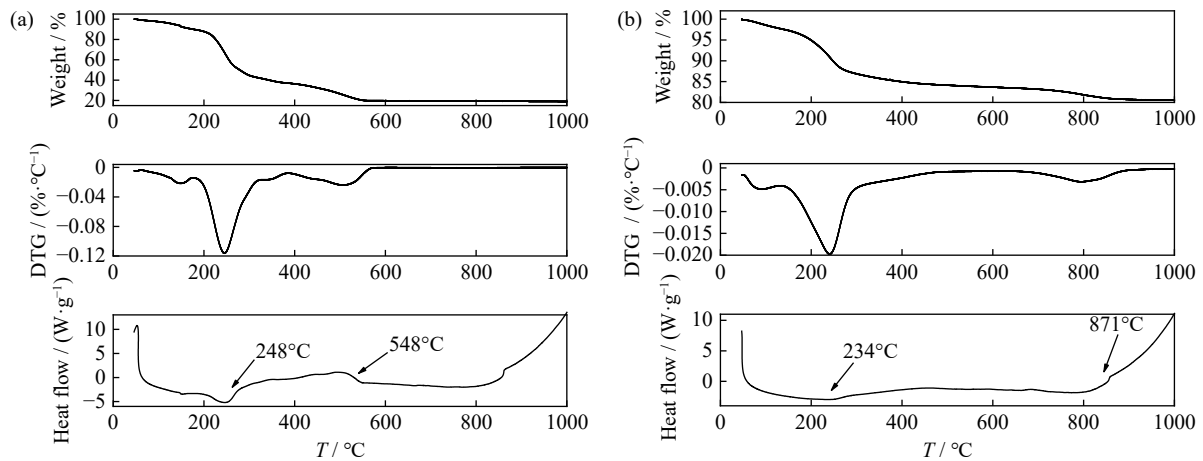 (a)
Weight / %
100
80
60
40
20
0 200 400 600 800 1000
DTG / (%·°C⁻¹)
0
−0.04
−0.08
−0.12
0 200 400 600 800 1000
Heat flow / (W·g⁻¹)
10
5
0
−5
248°C
548°C
0 200 400 600 800 1000
T / °C
(b)
Weight / %
100
95
90
85
80
0 200 400 600 800 1000
DTG / (%·°C⁻¹)
0
−0.005
−0.010
−0.015
−0.020
0 200 400 600 800 1000
Heat flow / (W·g⁻¹)
10
5
0
234°C
871°C
0 200 400 600 800 1000
T / °C